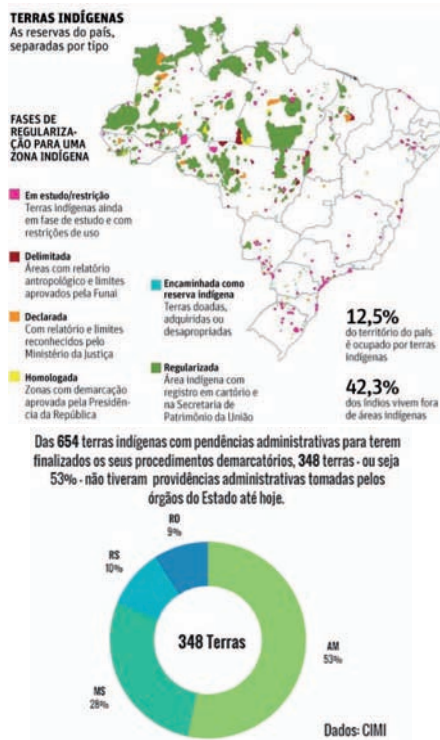 TERRAS INDÍGENAS
As reservas do país,
separadas por tipo
FASES DE
REGULARIZA-
ÇÃO PARA UMA
ZONA INDÍGENA
Em estudo/restrição
Terras indígenas ainda
em fase de estudo e com
restrições de uso
Delimitada
Áreas com relatório
antropológico e limites
aprovados pela Funai
Declarada
Com relatório e limites
reconhecidos pelo
Ministério da Justiça
Homologada
Zonas com demarcação
aprovada pela Presidên-
cia da República
Encaminhada como
reserva indígena
Terras doadas,
adquiridas ou
desapropriadas
Regularizada
Área indígena com
registro em cartório e
na Secretaria de
Patrimônio da União
12,5%
do território do país
é ocupado por terras
indígenas
42,3%
dos índios vivem fora
de áreas indígenas
Das 654 terras indígenas com pendências administrativas para terem
finalizados os seus procedimentos demarcatórios, 348 terras - ou seja
53% - não tiveram providências administrativas tomadas pelos
órgãos do Estado até hoje.
RO
9%
RS
10%
348 Terras
AM
53%
MS
28%
Dados: CIMI